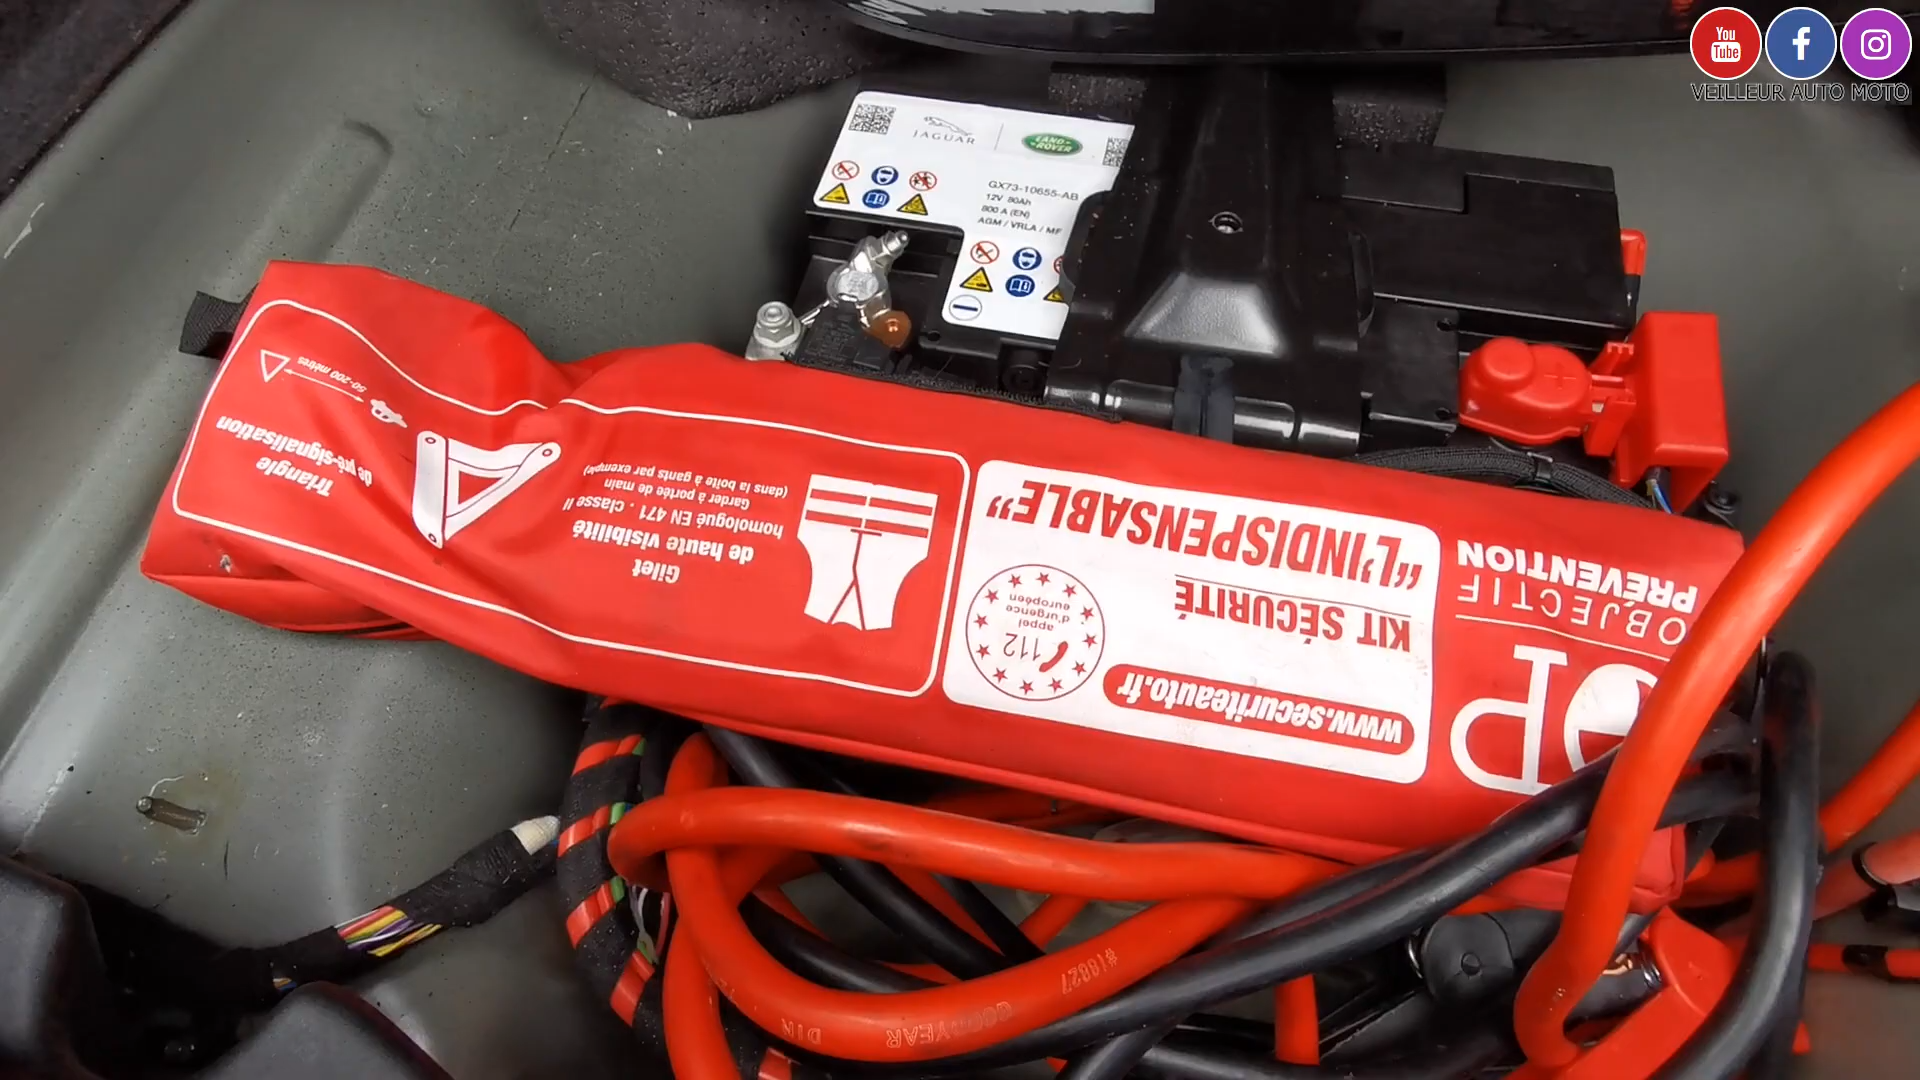 You
Tube
VEILLEUR AUTO MOTO
JAGUAR
LAND-
ROVER
GX73-10655-AB
12V 80Ah
800 A (EN)
AGM / VRLA / MF
OBJECTIF
PRÉVENTION
OP
www.securiteauto.fr
KIT SÉCURITÉ
“L'INDISPENSABLE”
112
appel
d'urgence
européen
Gilet
de haute visibilité
homologué EN 471 - Classe II
Garder à portée de main
(dans la boîte à gants par exemple)
Triangle
de pré-signalisation
50-200 mètres
#18827
GOODYEAR
DIN